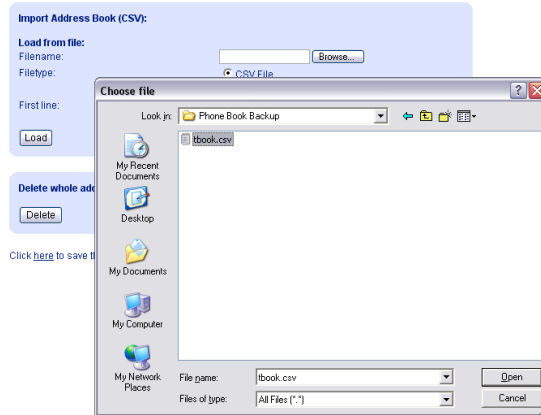 Import Address Book (CSV):
Load from file:
Filename:
Browse...
Filetype:
CSV File
First line:
Load
Delete whole add
Delete
Click here to save t
Choose file
Look in:
Phone Book Backup
tbook.csv
My Recent
Documents
Desktop
My Documents
My Computer
My Network
Places
File name:
tbook.csv
Open
Files of type:
All Files (*.*)
Cancel